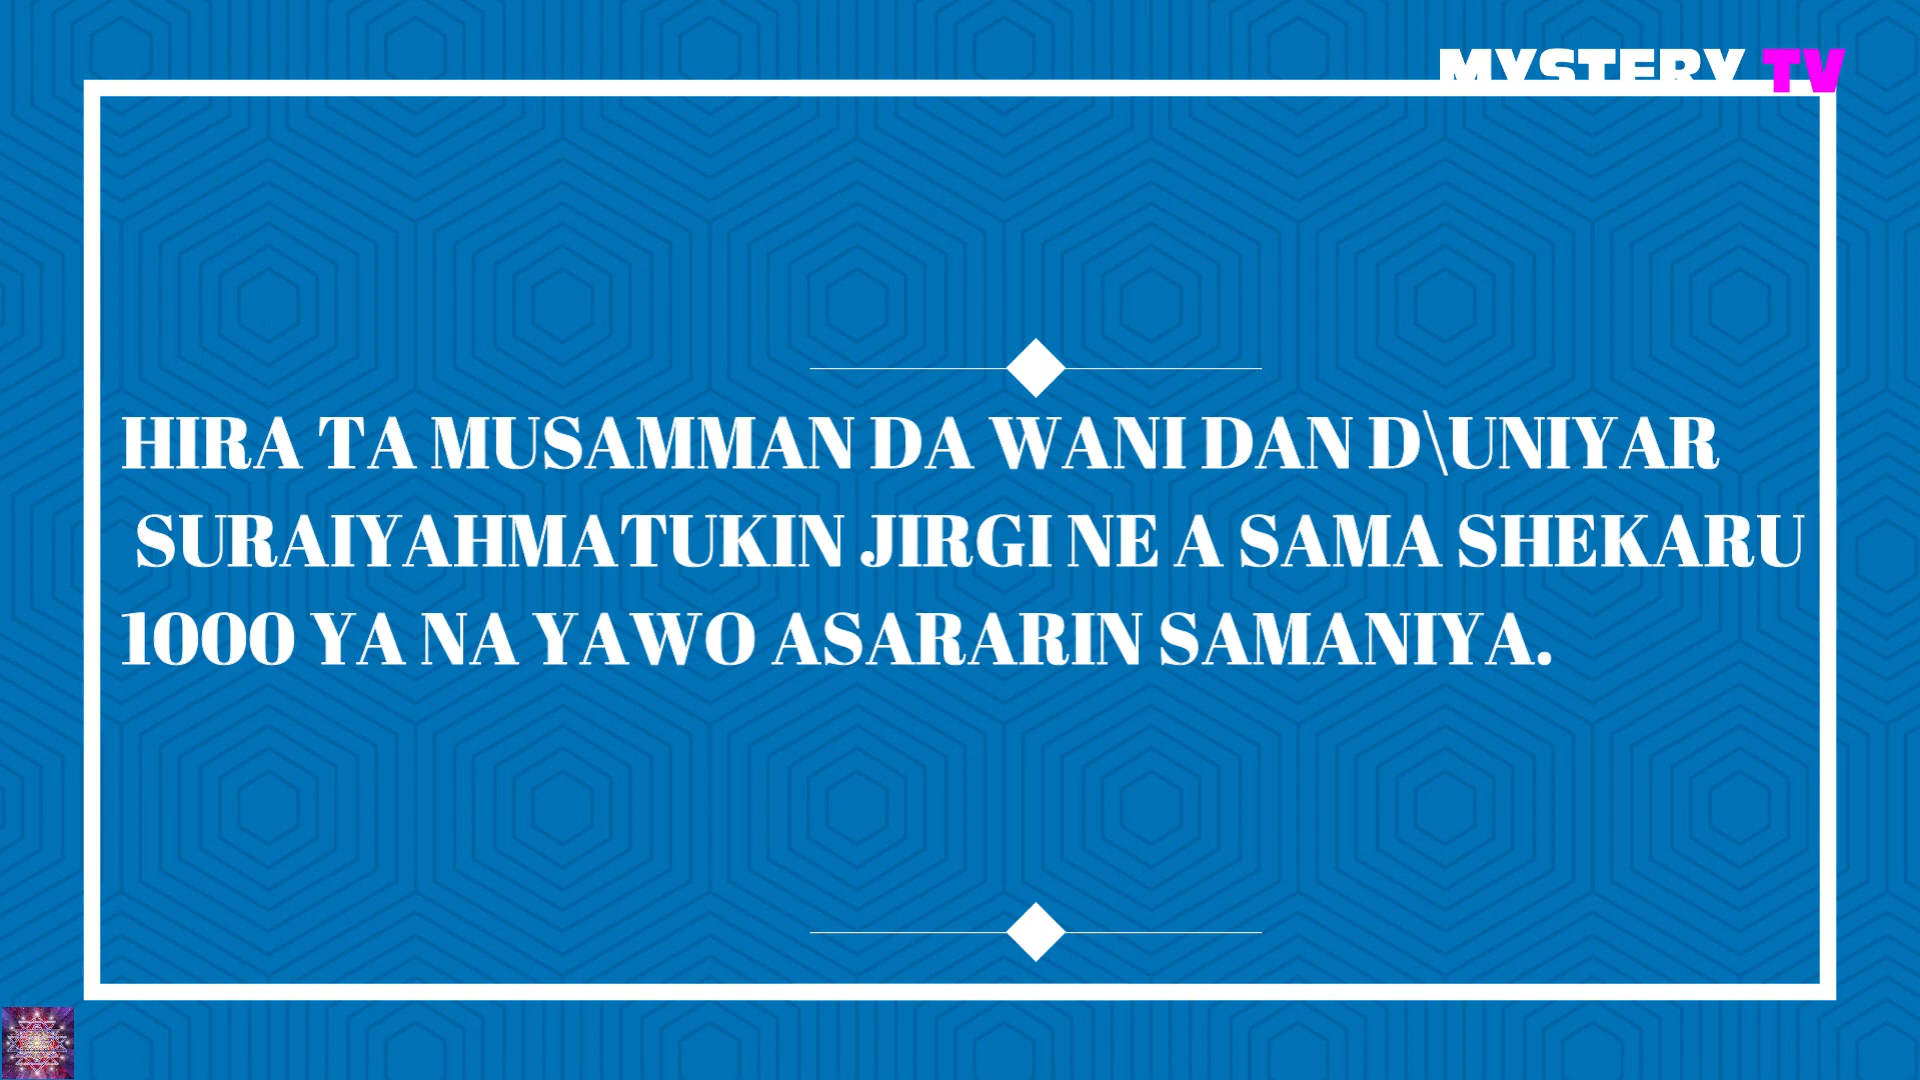 MYSTERY TV
HIRA TA MUSAMMAN DA WANI DAN D\UNIYAR
SURAIYAHMATUKIN JIRGI NE A SAMA SHEKARU
1000 YA NA YAWO ASARARIN SAMANIYA.